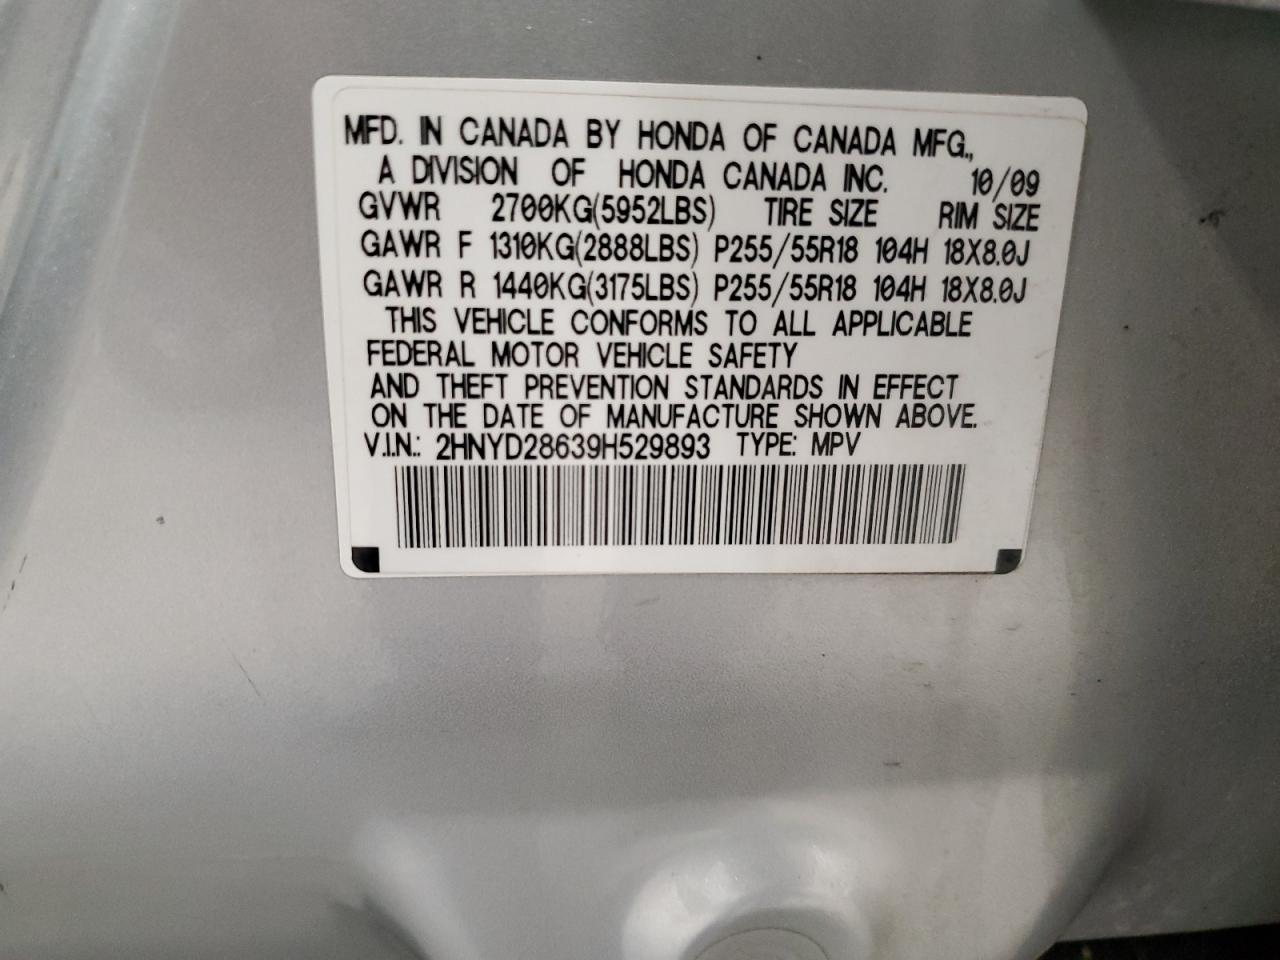 MFD. IN CANADA BY HONDA OF CANADA MFG.,
A DIVISION OF HONDA CANADA INC. 10/09
GVWR 2700KG(5952LBS) TIRE SIZE RIM SIZE
GAWR F 1310KG(2888LBS) P255/55R18 104H 18X8.0J
GAWR R 1440KG(3175LBS) P255/55R18 104H 18X8.0J
THIS VEHICLE CONFORMS TO ALL APPLICABLE
FEDERAL MOTOR VEHICLE SAFETY
AND THEFT PREVENTION STANDARDS IN EFFECT
ON THE DATE OF MANUFACTURE SHOWN ABOVE.
V.I.N.: 2HNYD28639H529893 TYPE: MPV